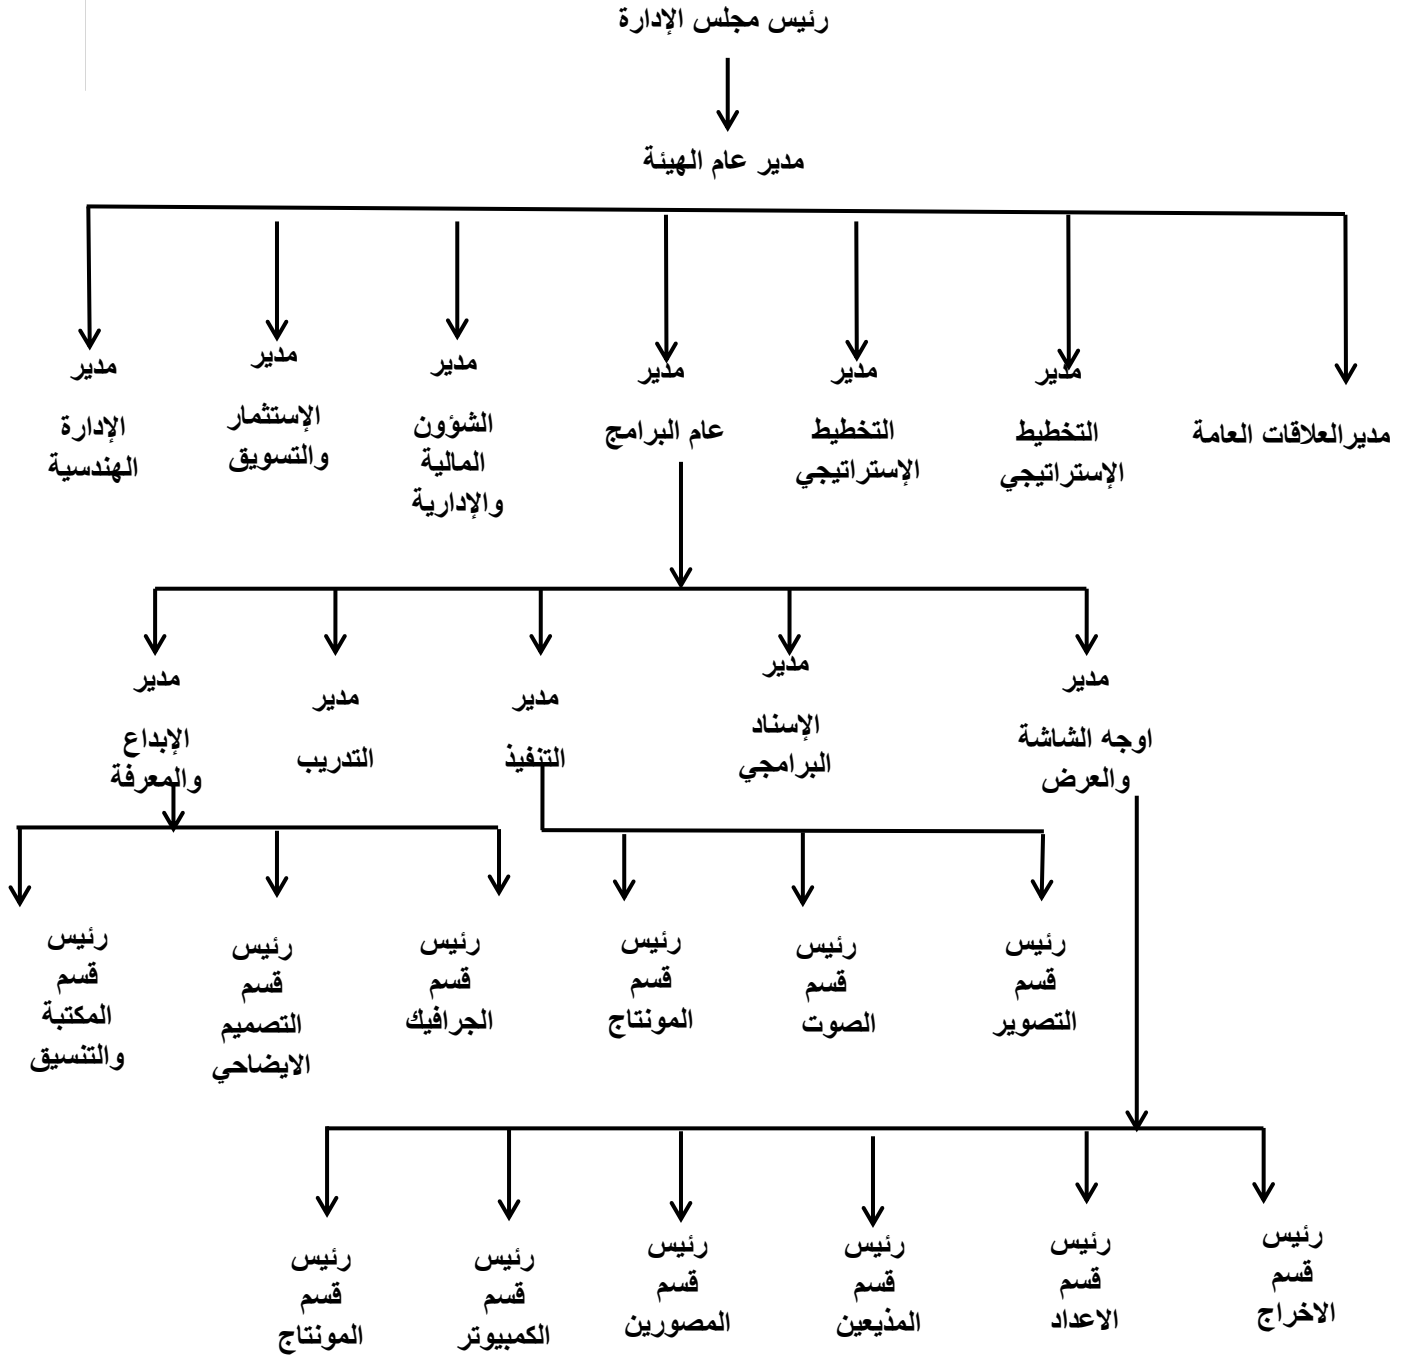 رئيس مجلس الإدارة
مدير عام الهيئة
مديرالعلاقات العامة
مدير
التخطيط
الإستراتيجي
مدير
التخطيط
الإستراتيجي
مدير
عام البرامج
مدير
الشؤون
المالية
والإدارية
مدير
الإستثمار
والتسويق
مدير
الإدارة
الهندسية
مدير
اوجه الشاشة
والعرض
مدير
الإسناد
البرامجي
مدير
التنفيذ
مدير
التدريب
مدير
الإبداع
والمعرفة
رئيس
قسم
التصوير
رئيس
قسم
الصوت
رئيس
قسم
المونتاج
رئيس
قسم
الجرافيك
رئيس
قسم
التصميم
الايضاحي
رئيس
قسم
المكتبة
والتنسيق
رئيس
قسم
الاخراج
رئيس
قسم
الاعداد
رئيس
قسم
المذيعين
رئيس
قسم
المصورين
رئيس
قسم
الكمبيوتر
رئيس
قسم
المونتاج